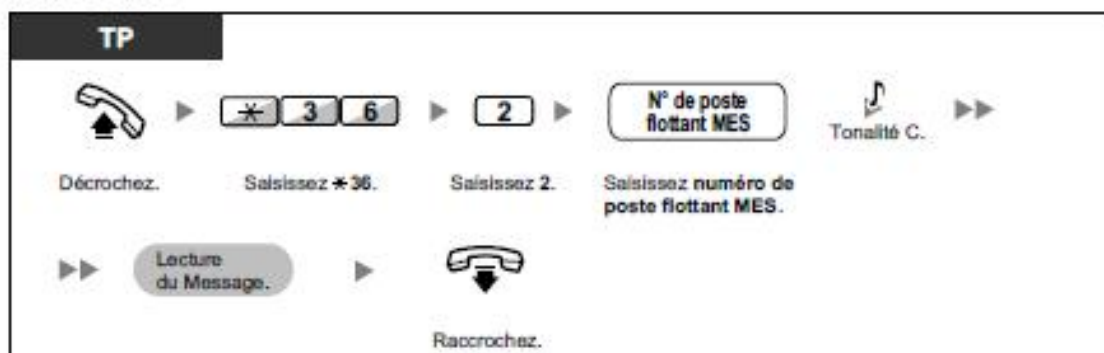 TP
* 3 6
2
N° de poste
flottant MES
Tonalité C.
Décrochez.
Saisissez * 36.
Saisissez 2.
Saisissez numéro de
poste flottant MES.
Lecture
du Message.
Raccrochez.